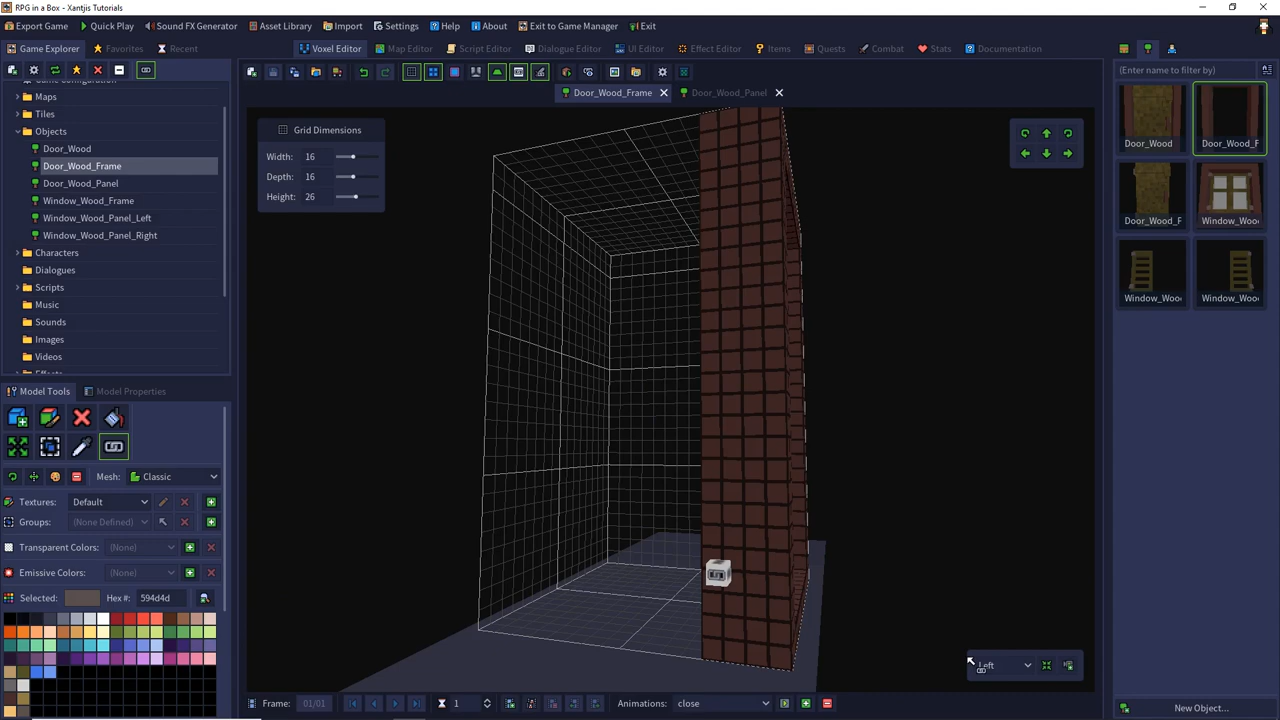 RPG in a Box - Xantjis Tutorials
Export Game Quick Play Sound FX Generator Asset Library Import Settings Help About Exit to Game Manager Exit
Game Explorer Favorites Recent Voxel Editor Map Editor Script Editor Dialogue Editor UI Editor Effect Editor Items Quests Combat Stats Documentation
(Enter name to filter by)
Door_Wood_Frame Door_Wood_Panel
Game Configuration
Maps
Tiles
Objects
Door_Wood
Door_Wood_Frame
Door_Wood_Panel
Window_Wood_Frame
Window_Wood_Panel_Left
Window_Wood_Panel_Right
Characters
Dialogues
Scripts
Music
Sounds
Images
Videos
Grid Dimensions
Width: 16
Depth: 16
Height: 26
Door_Wood Door_Wood_F
Door_Wood_F Window_Woo
Window_Woo Window_Woo
Model Tools Model Properties
Mesh: Classic
Textures: Default
Groups: (None Defined)
Transparent Colors: (None)
Emissive Colors: (None)
Selected: Hex #: 594d4d
Left
Frame: 01/01 1 Animations: close
New Object...